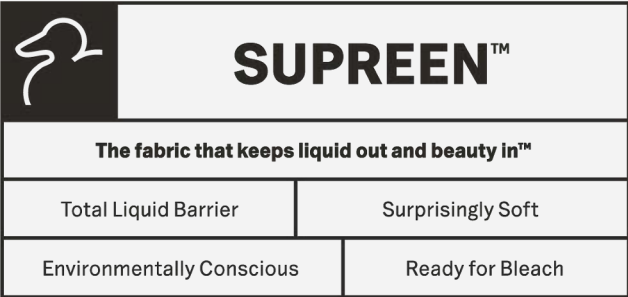 SUPREEN™
The fabric that keeps liquid out and beauty in™
Total Liquid Barrier
Surprisingly Soft
Environmentally Conscious
Ready for Bleach